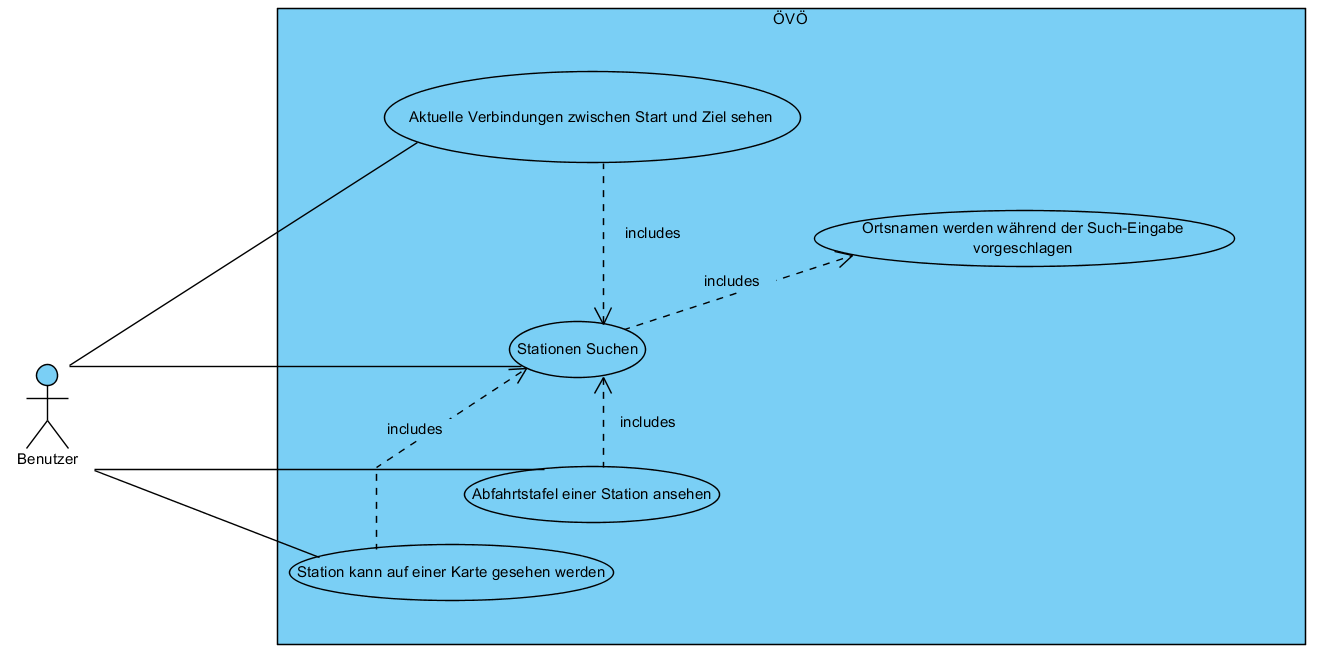 ÖVÖ
Aktuelle Verbindungen zwischen Start und Ziel sehen
includes
Ortsnamen werden während der Such-Eingabe
vorgeschlagen
includes
Stationen Suchen
includes
includes
Benutzer
Abfahrtstafel einer Station ansehen
Station kann auf einer Karte gesehen werden